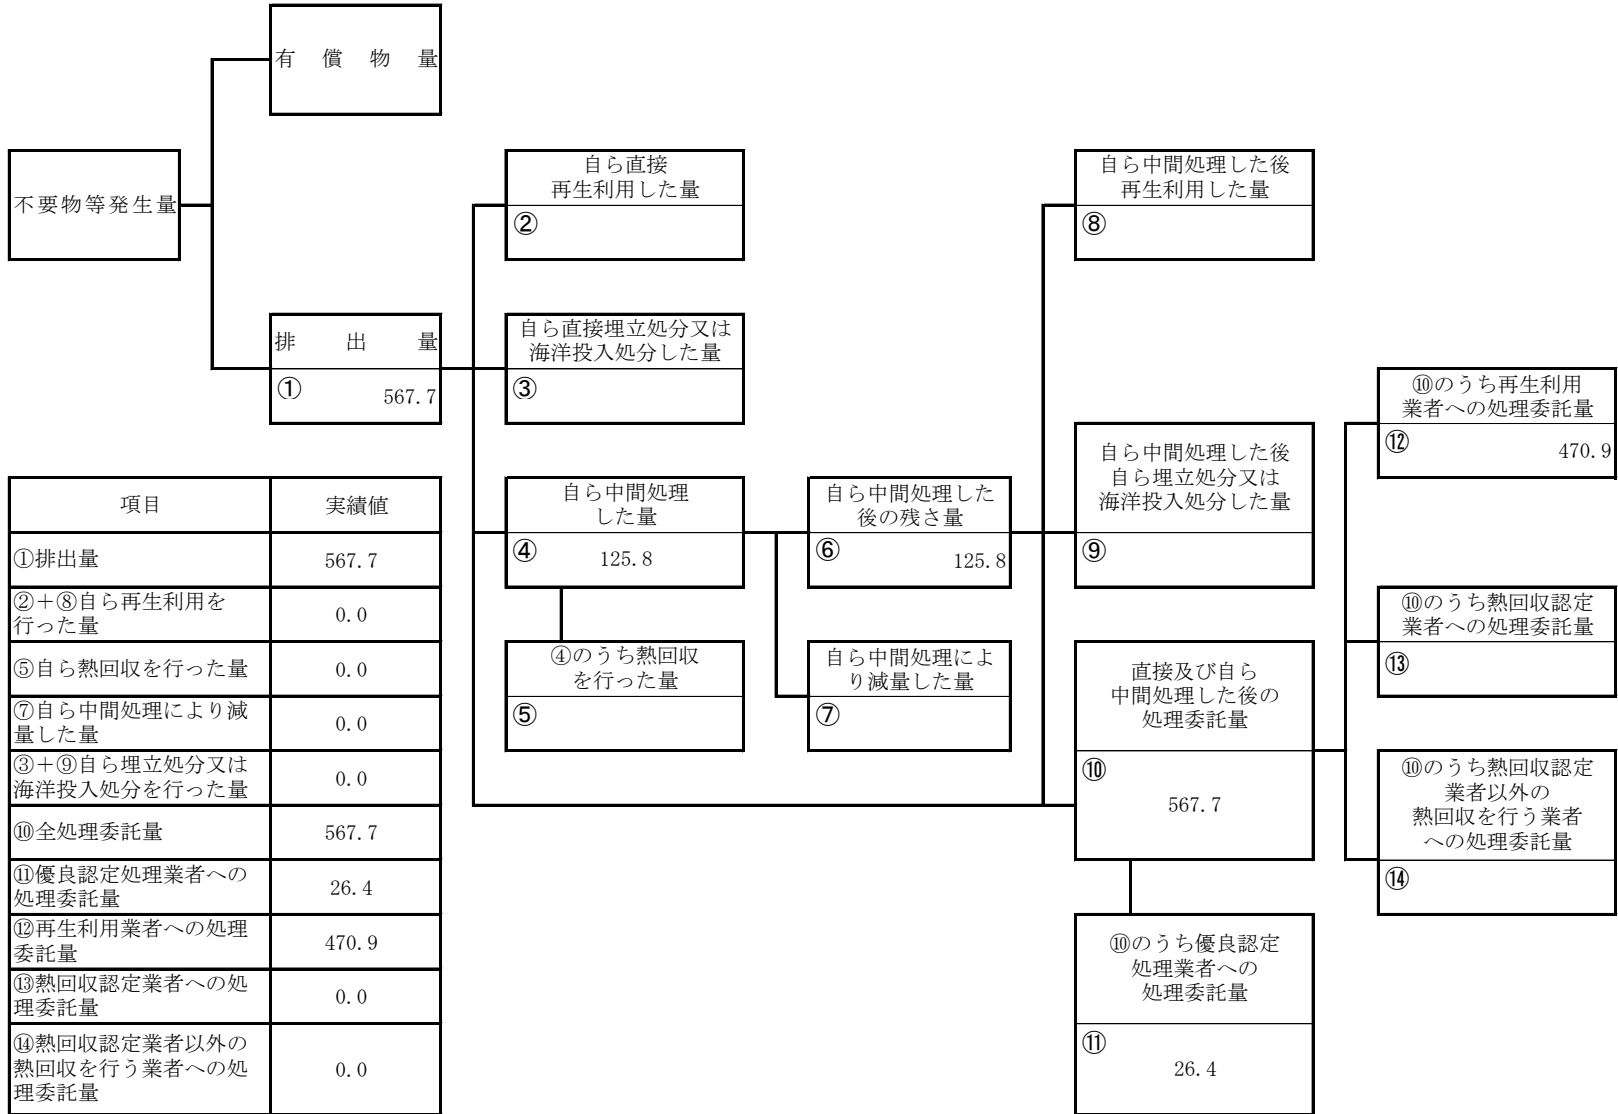 有償物量
不要物等発生量
排出量
①
567.7
自ら直接
再生利用した量
②
自ら直接埋立処分又は
海洋投入処分した量
③
自ら中間処理
した量
④
125.8
④のうち熱回収
を行った量
⑤
自ら中間処理した
後の残さ量
⑥
125.8
自ら中間処理によ
り減量した量
⑦
自ら中間処理した後
再生利用した量
⑧
自ら中間処理した後
自ら埋立処分又は
海洋投入処分した量
⑨
直接及び自ら
中間処理した後の
処理委託量
⑩
567.7
⑩のうち優良認定
処理業者への
処理委託量
⑪
26.4
⑩のうち再生利用
業者への処理委託量
⑫
470.9
⑩のうち熱回収認定
業者への処理委託量
⑬
⑩のうち熱回収認定
業者以外の
熱回収を行う業者
への処理委託量
⑭
項目 実績値
①排出量 567.7
②+⑧自ら再生利用を
行った量 0.0
⑤自ら熱回収を行った量 0.0
⑦自ら中間処理により減
量した量 0.0
③+⑨自ら埋立処分又は
海洋投入処分を行った量 0.0
⑩全処理委託量 567.7
⑪優良認定処理業者への
処理委託量 26.4
⑫再生利用業者への処理
委託量 470.9
⑬熱回収認定業者への処
理委託量 0.0
⑭熱回収認定業者以外の
熱回収を行う業者への処
理委託量 0.0